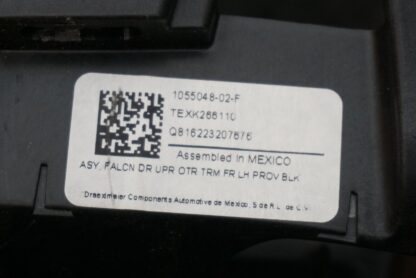 1055048-02-F
TEXK266110
Q816223207676
Assembled in MEXICO
ASY, FALCN DR UPR OTR TRM FR LH PROV BLK
Draexlmeier Components Automotive de Mexico, S de R.L. de C.V.